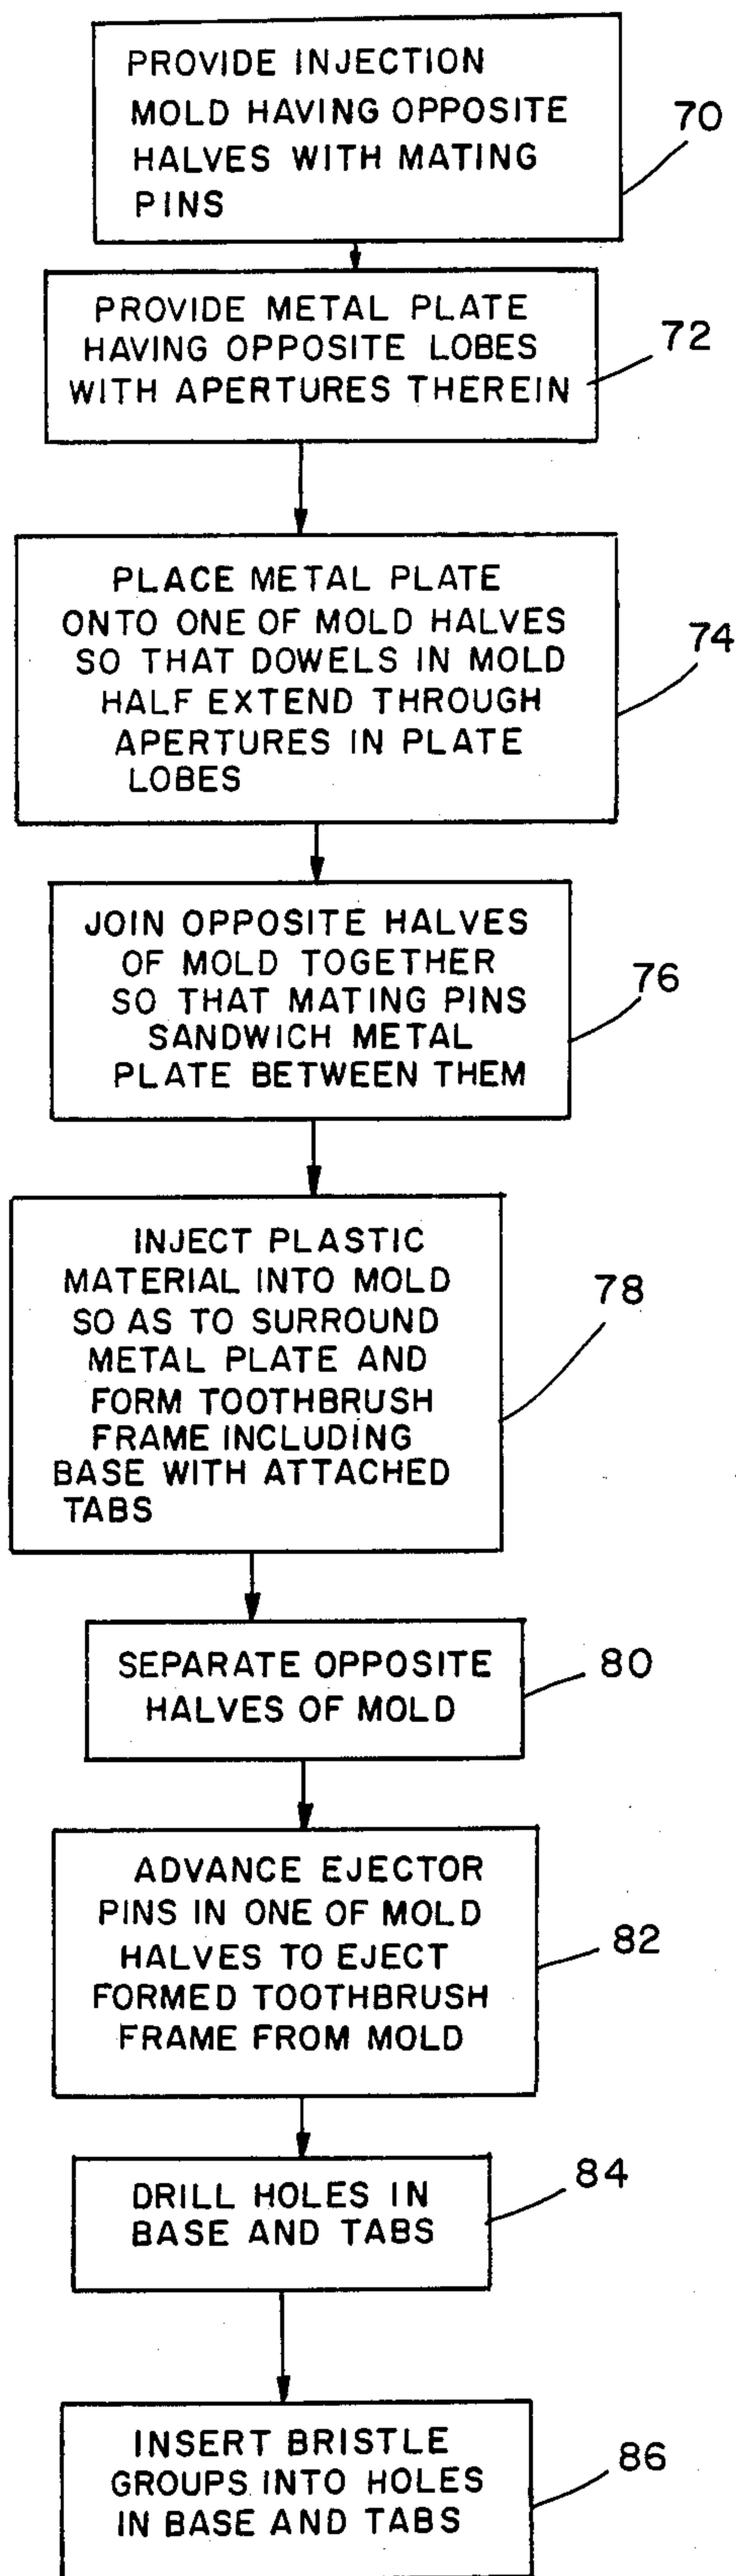 PROVIDE INJECTION
MOLD HAVING OPPOSITE
HALVES WITH MATING
PINS
70
PROVIDE METAL PLATE
HAVING OPPOSITE LOBES
WITH APERTURES THEREIN
72
PLACE METAL PLATE
ONTO ONE OF MOLD HALVES
SO THAT DOWELS IN MOLD
HALF EXTEND THROUGH
APERTURES IN PLATE
LOBES
74
JOIN OPPOSITE HALVES
OF MOLD TOGETHER
SO THAT MATING PINS
SANDWICH METAL
PLATE BETWEEN THEM
76
INJECT PLASTIC
MATERIAL INTO MOLD
SO AS TO SURROUND
METAL PLATE AND
FORM TOOTHBRUSH
FRAME INCLUDING
BASE WITH ATTACHED
TABS
78
SEPARATE OPPOSITE
HALVES OF MOLD
80
ADVANCE EJECTOR
PINS IN ONE OF MOLD
HALVES TO EJECT
FORMED TOOTHBRUSH
FRAME FROM MOLD
82
DRILL HOLES IN
BASE AND TABS
84
INSERT BRISTLE
GROUPS INTO HOLES
IN BASE AND TABS
86